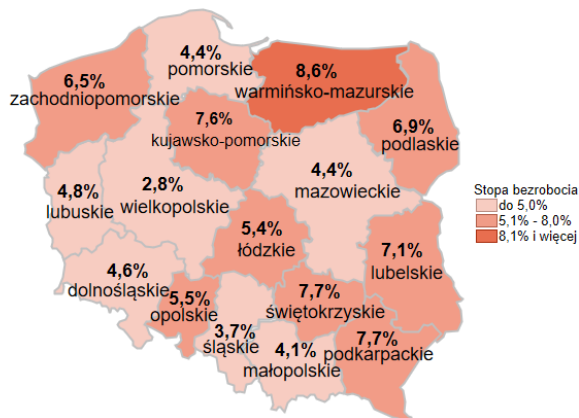 4,4%
pomorskie
8,6%
warmińsko-mazurskie
6,5%
zachodniopomorskie
7,6%
kujawsko-pomorskie
6,9%
podlaskie
4,8%
lubuskie
2,8%
wielkopolskie
4,4%
mazowieckie
Stopa bezrobocia
do 5,0%
5,1% - 8,0%
8,1% i więcej
5,4%
łódzkie
7,1%
lubelskie
4,6%
dolnośląskie
5,5%
opolskie
3,7%
śląskie
7,7%
świętokrzyskie
4,1%
małopolskie
7,7%
podkarpackie